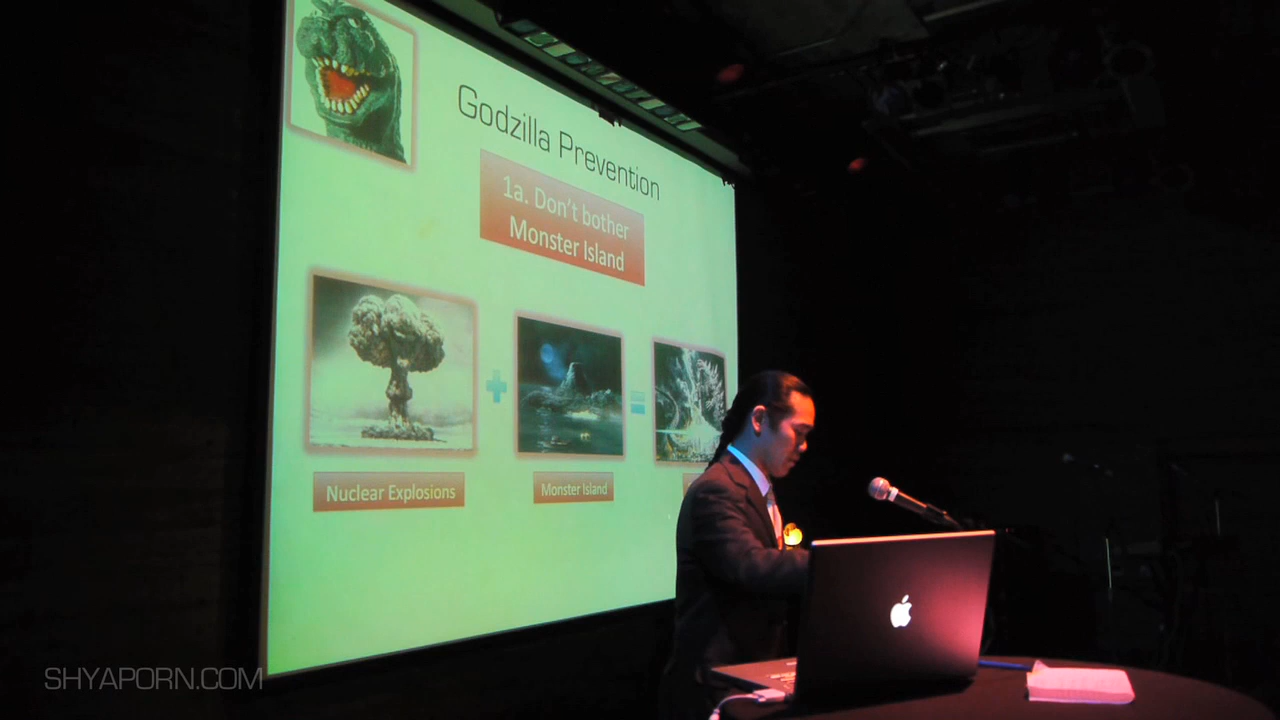 Godzilla Prevention
1a. Don't bother
Monster Island
Nuclear Explosions
Monster Island
SHYAPORN.COM